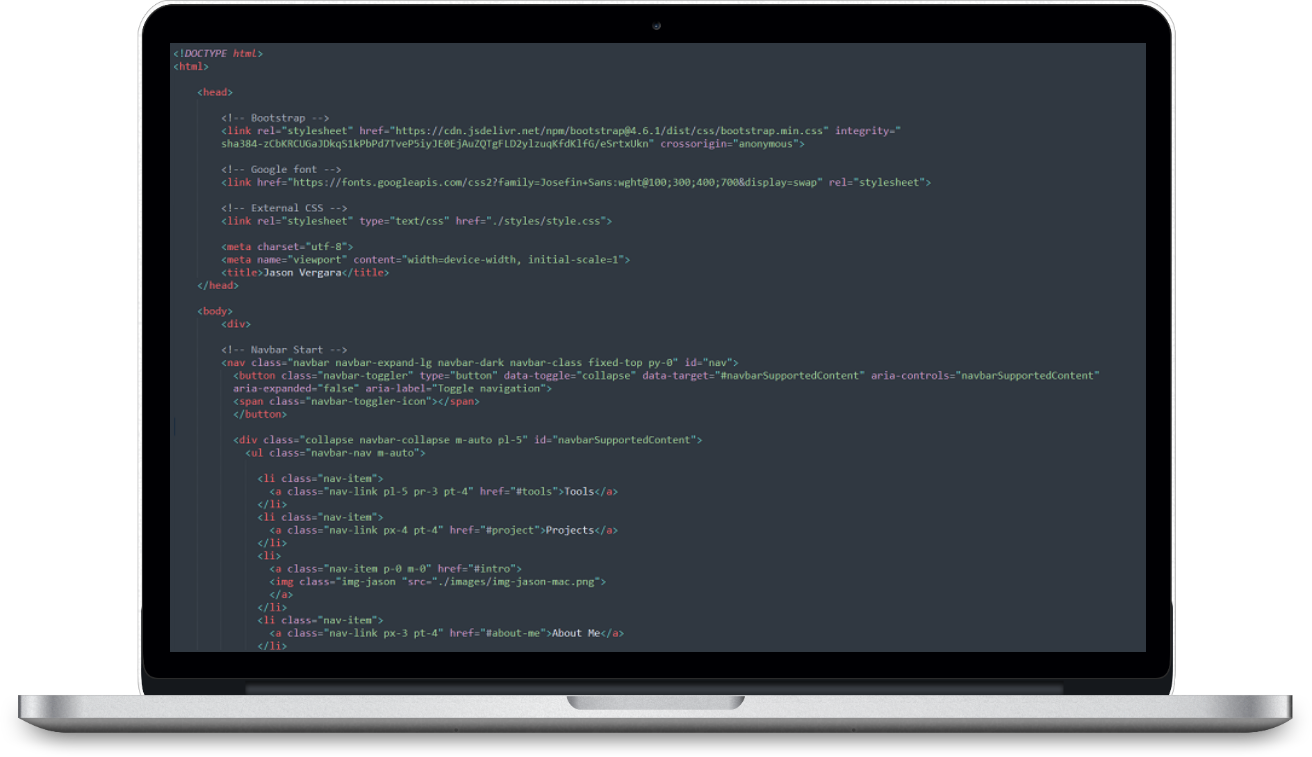 <!DOCTYPE html>
<html>
<head>
<!-- Bootstrap -->
<link rel="stylesheet" href="https://cdn.jsdelivr.net/npm/bootstrap@4.6.1/dist/css/bootstrap.min.css" integrity="
sha384-zCbKRCUGaJDkqS1kPbPd7TveP5iyJE0EjAuZQTgFLD2ylzuqKfdKlfG/eSrtxUkn" crossorigin="anonymous">
<!-- Google font -->
<link href="https://fonts.googleapis.com/css2?family=Josefin+Sans:wght@100;300;400;700&display=swap" rel="stylesheet">
<!-- External CSS -->
<link rel="stylesheet" type="text/css" href="./styles/style.css">
<meta charset="utf-8">
<meta name="viewport" content="width=device-width, initial-scale=1">
<title>Jason Vergara</title>
</head>
<body>
<div>
<!-- Navbar Start -->
<nav class="navbar navbar-expand-lg navbar-dark navbar-class fixed-top py-0" id="nav">
<button class="navbar-toggler" type="button" data-toggle="collapse" data-target="#navbarSupportedContent" aria-controls="navbarSupportedContent"
aria-expanded="false" aria-label="Toggle navigation">
<span class="navbar-toggler-icon"></span>
</button>
<div class="collapse navbar-collapse m-auto pl-5" id="navbarSupportedContent">
<ul class="navbar-nav m-auto">
<li class="nav-item">
<a class="nav-link pl-5 pr-3 pt-4" href="#tools">Tools</a>
</li>
<li class="nav-item">
<a class="nav-link px-4 pt-4" href="#project">Projects</a>
</li>
<li>
<a class="nav-item p-0 m-0" href="#intro">
<img class="img-jason "src="./images/img-jason-mac.png">
</a>
</li>
<li class="nav-item">
<a class="nav-link px-3 pt-4" href="#about-me">About Me</a>
</li>